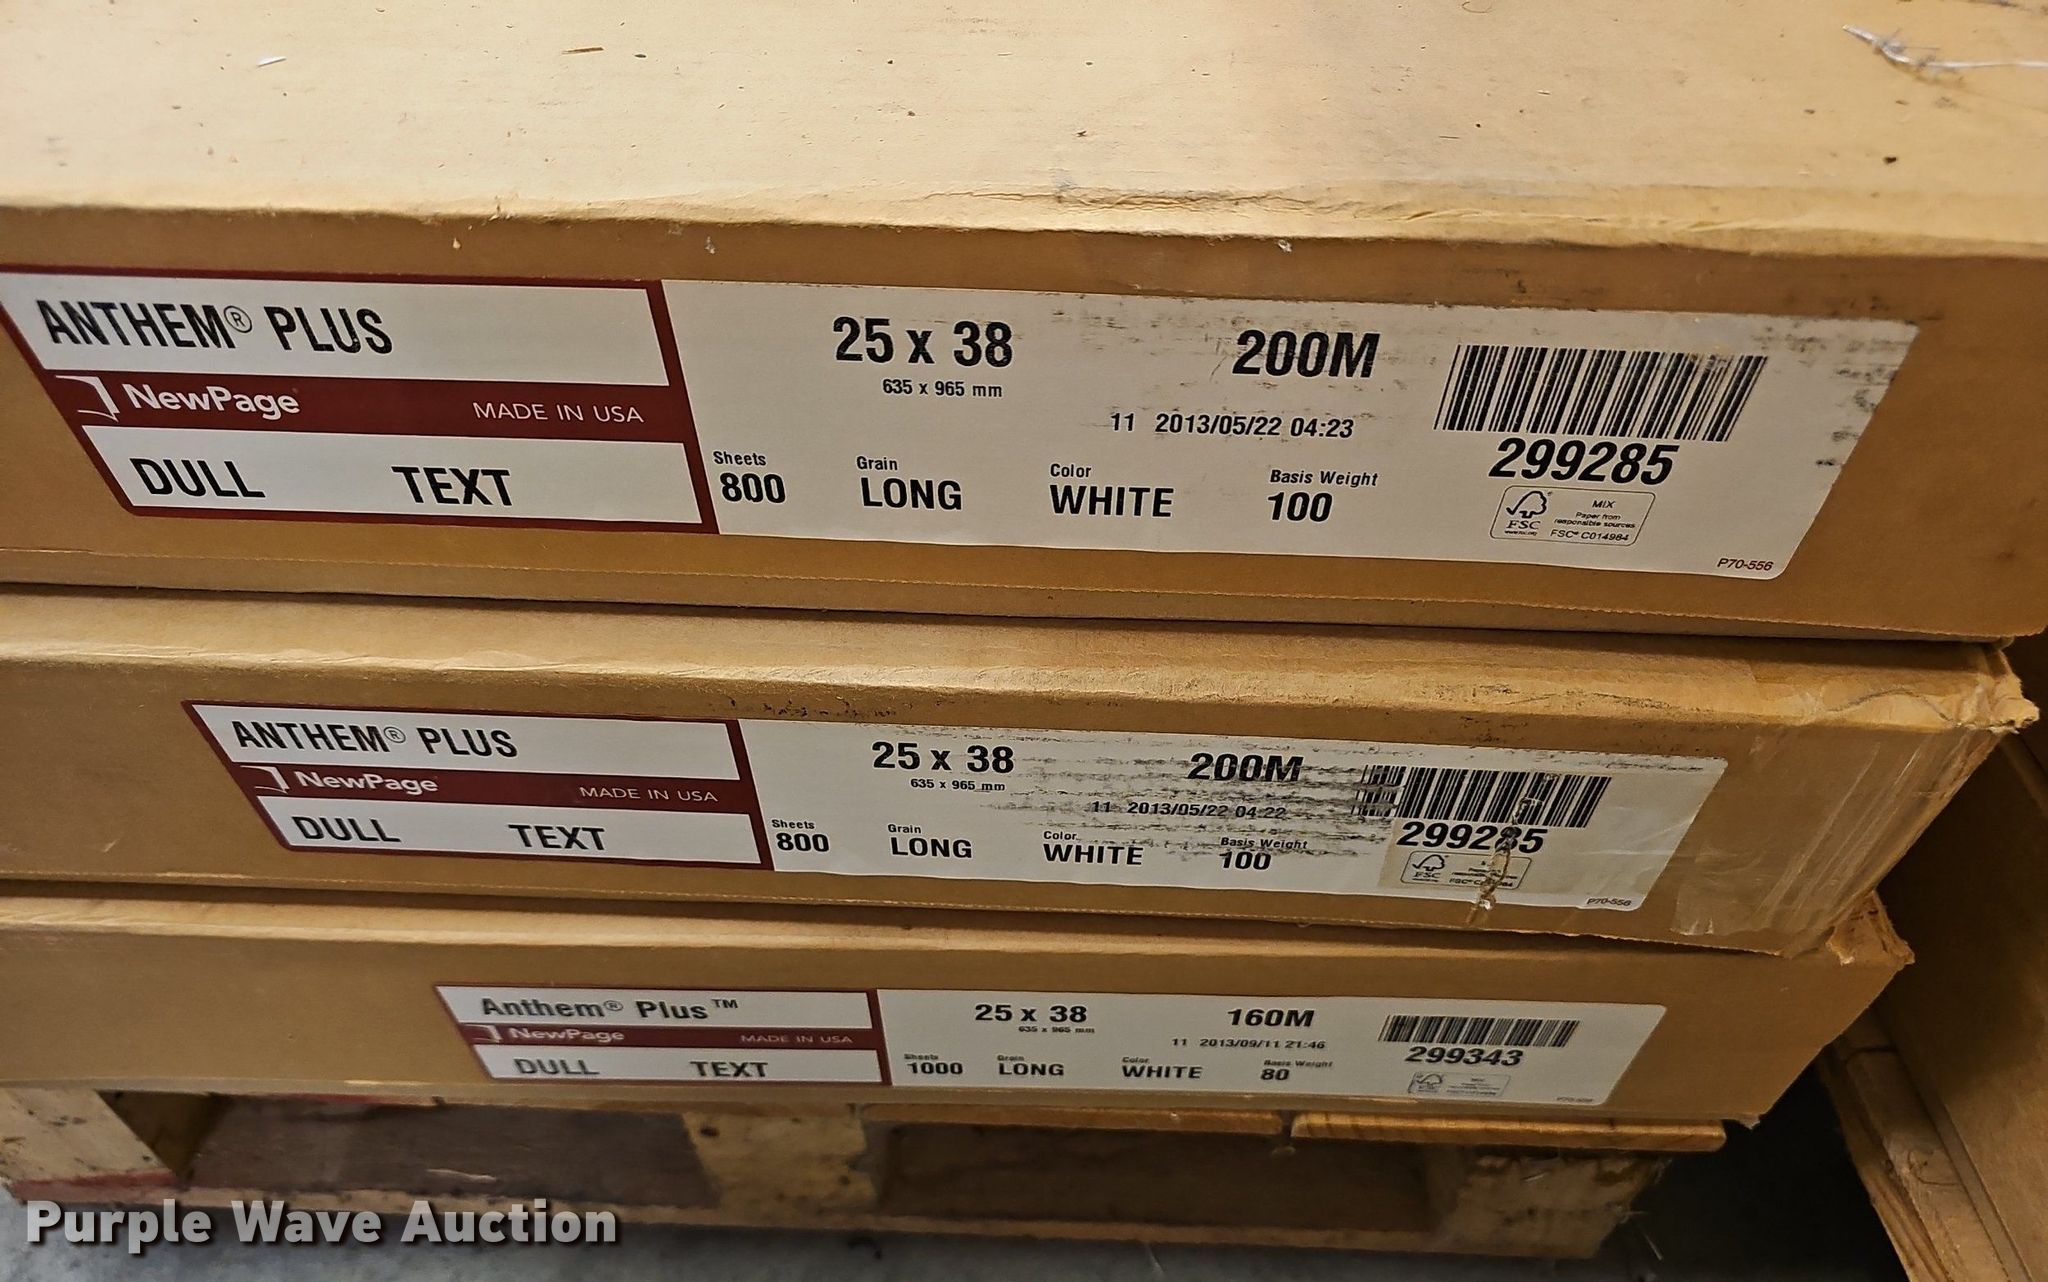 ANTHEM® PLUS
NewPage
MADE IN USA
DULL TEXT
25 x 38
635 x 965 mm
200M
11 2013/05/22 04:23
Sheets
800
Grain
LONG
Color
WHITE
Basis Weight
100
299285
FSC
www.fsc.org
MIX
Paper from
responsible sources
FSC® C014984
P70-556
ANTHEM® PLUS
NewPage
MADE IN USA
DULL TEXT
25 x 38
635 x 965 mm
200M
11 2013/05/22 04:22
Sheets
800
Grain
LONG
Color
WHITE
Basis Weight
100
299285
FSC
P70-556
Anthem® Plus™
NewPage
MADE IN USA
DULL TEXT
25 x 38
635 x 965 mm
160M
11 2013/09/11 21:46
Sheets
1000
Grain
LONG
Color
WHITE
Basis Weight
80
299343
Purple Wave Auction